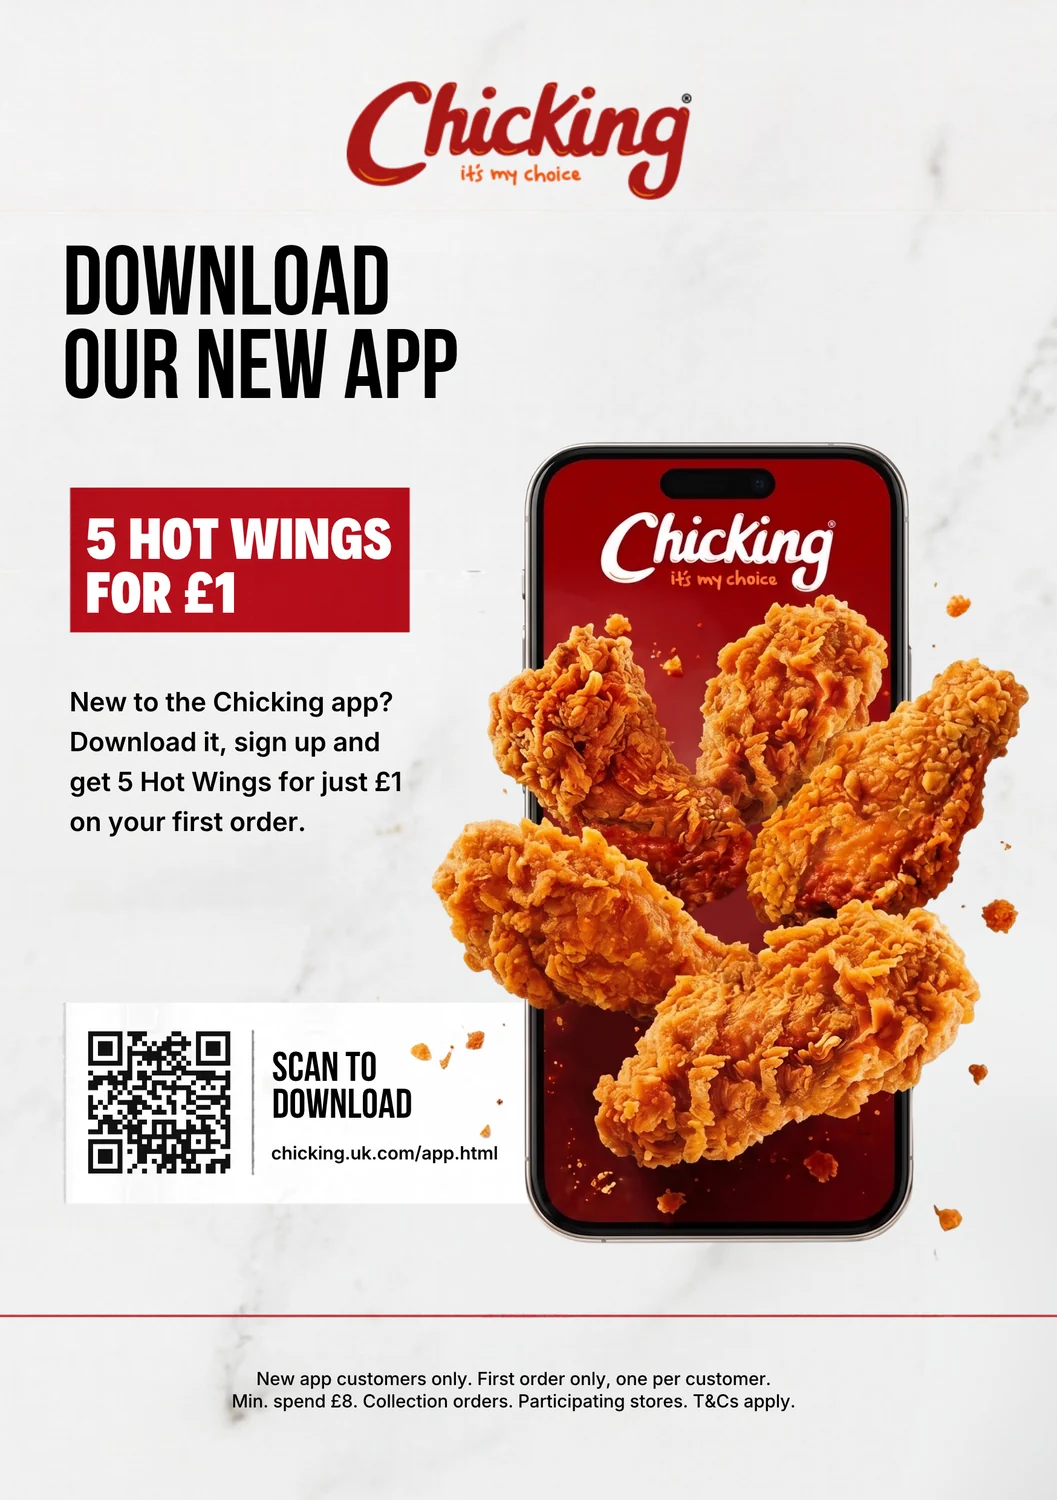 Chicking®
it's my choice
DOWNLOAD
OUR NEW APP
5 HOT WINGS
FOR £1
Chicking®
it's my choice
New to the Chicking app?
Download it, sign up and
get 5 Hot Wings for just £1
on your first order.
SCAN TO
DOWNLOAD
chicking.uk.com/app.html
New app customers only. First order only, one per customer.
Min. spend £8. Collection orders. Participating stores. T&Cs apply.